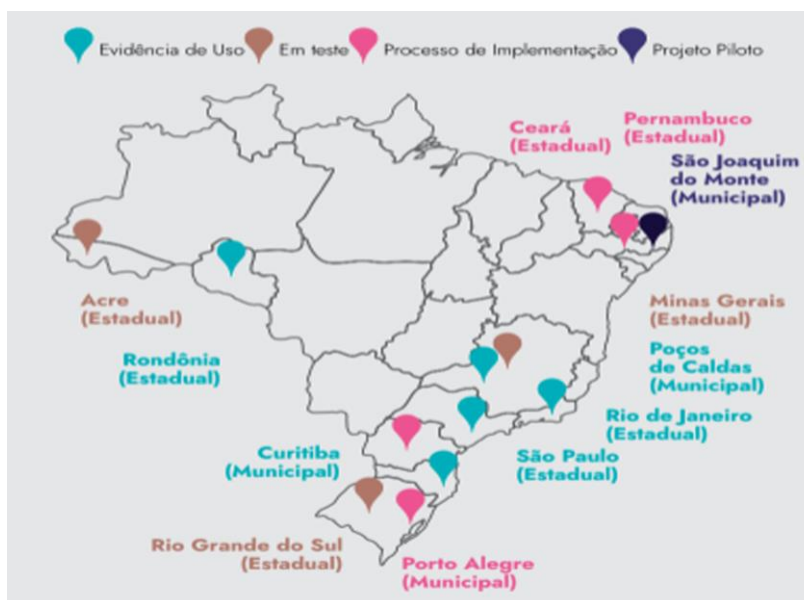 Evidência de Uso Em teste Processo de Implementação Projeto Piloto
Ceará
(Estadual)
Pernambuco
(Estadual)
São Joaquim
do Monte
(Municipal)
Acre
(Estadual)
Minas Gerais
(Estadual)
Rondônia
(Estadual)
Poços
de Caldas
(Municipal)
Rio de Janeiro
(Estadual)
Curitiba
(Municipal)
São Paulo
(Estadual)
Rio Grande do Sul
(Estadual)
Porto Alegre
(Municipal)